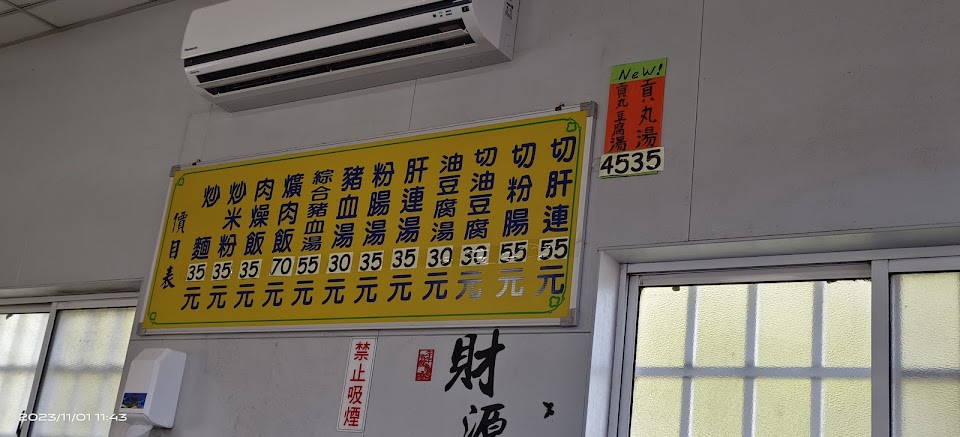 Panasonic
New!
貢丸湯 35
貢丸豆腐湯 45
切肝連 55元
切粉腸 55元
切油豆腐 30元
油豆腐湯 30元
肝連湯 35元
粉腸湯 35元
豬血湯 30元
綜合豬血湯 55元
爌肉飯 70元
肉燥飯 35元
炒米粉 35元
炒麵 35元
價目表
禁止吸煙
財源
2023/11/01 11:43